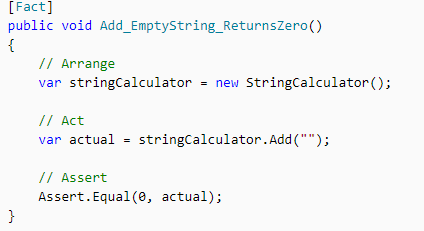 [Fact]
public void Add_EmptyString_ReturnsZero()
{
    // Arrange
    var stringCalculator = new StringCalculator();

    // Act
    var actual = stringCalculator.Add("");

    // Assert
    Assert.Equal(0, actual);
}